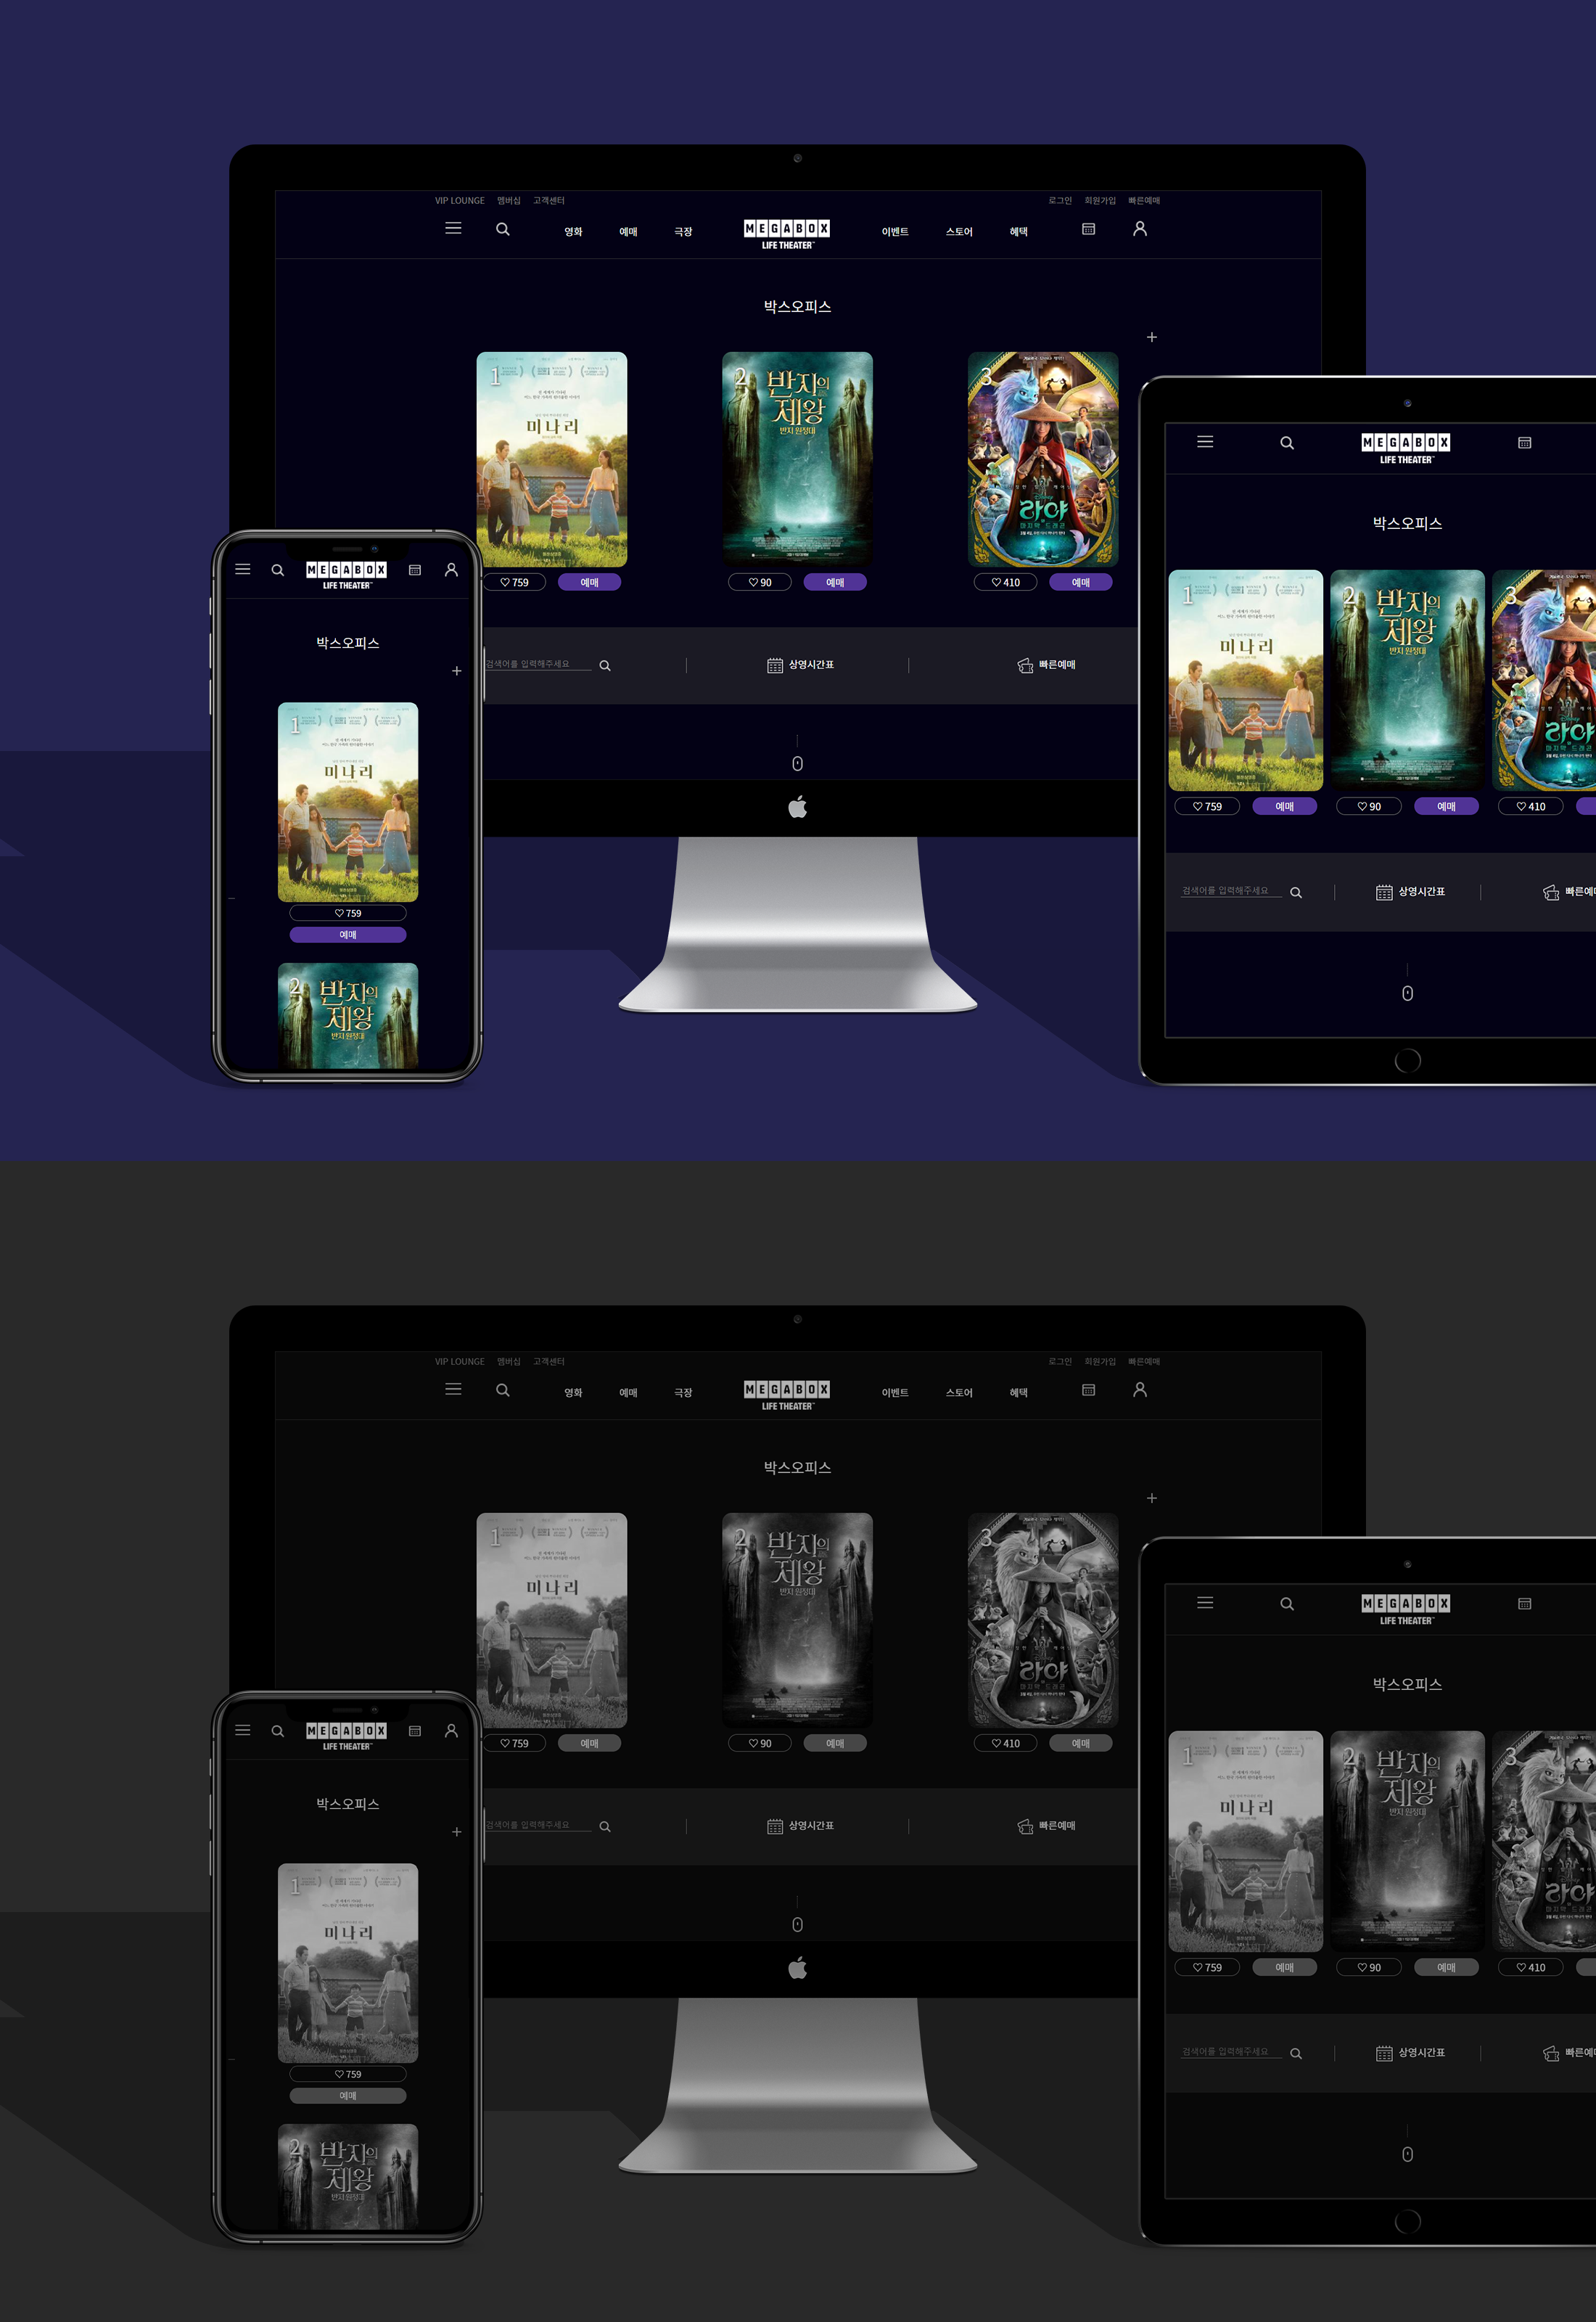 VIP LOUNGE 멤버십 고객센터 로그인 회원가입 빠른예매
영화 예매 극장 MEGABOX 이벤트 스토어 혜택
LIFE THEATER
박스오피스
1 미나리
2 반지의 제왕
반지 원정대
3 Disney
라야
마지막 드래곤
♡ 759 예매 ♡ 90 예매 ♡ 410 예매
검색어를 입력해주세요 상영시간표 빠른예매
MEGABOX
LIFE THEATER
박스오피스
1
미나리
♡ 759
예매
2 반지의
제왕
반지 원정대
MEGABOX
LIFE THEATER
박스오피스
1 미나리
2 반지의 제왕
반지 원정대
3 Disney
라야
마지막 드래곤
♡ 759 예매 ♡ 90 예매 ♡ 410
검색어를 입력해주세요 상영시간표 빠른예매
VIP LOUNGE 멤버십 고객센터 로그인 회원가입 빠른예매
영화 예매 극장 MEGABOX 이벤트 스토어 혜택
LIFE THEATER
박스오피스
1 미나리
2 반지의 제왕
반지 원정대
3 라야
마지막 드래곤
♡ 759 예매 ♡ 90 예매 ♡ 410 예매
검색어를 입력해주세요 상영시간표 빠른예매
MEGABOX
LIFE THEATER
박스오피스
1
미나리
♡ 759
예매
2 반지의
제왕
반지 원정대
MEGABOX
LIFE THEATER
박스오피스
1 미나리
2 반지의 제왕
반지 원정대
3 라야
마지막 드래곤
♡ 759 예매 ♡ 90 예매 ♡ 410
검색어를 입력해주세요 상영시간표 빠른예매